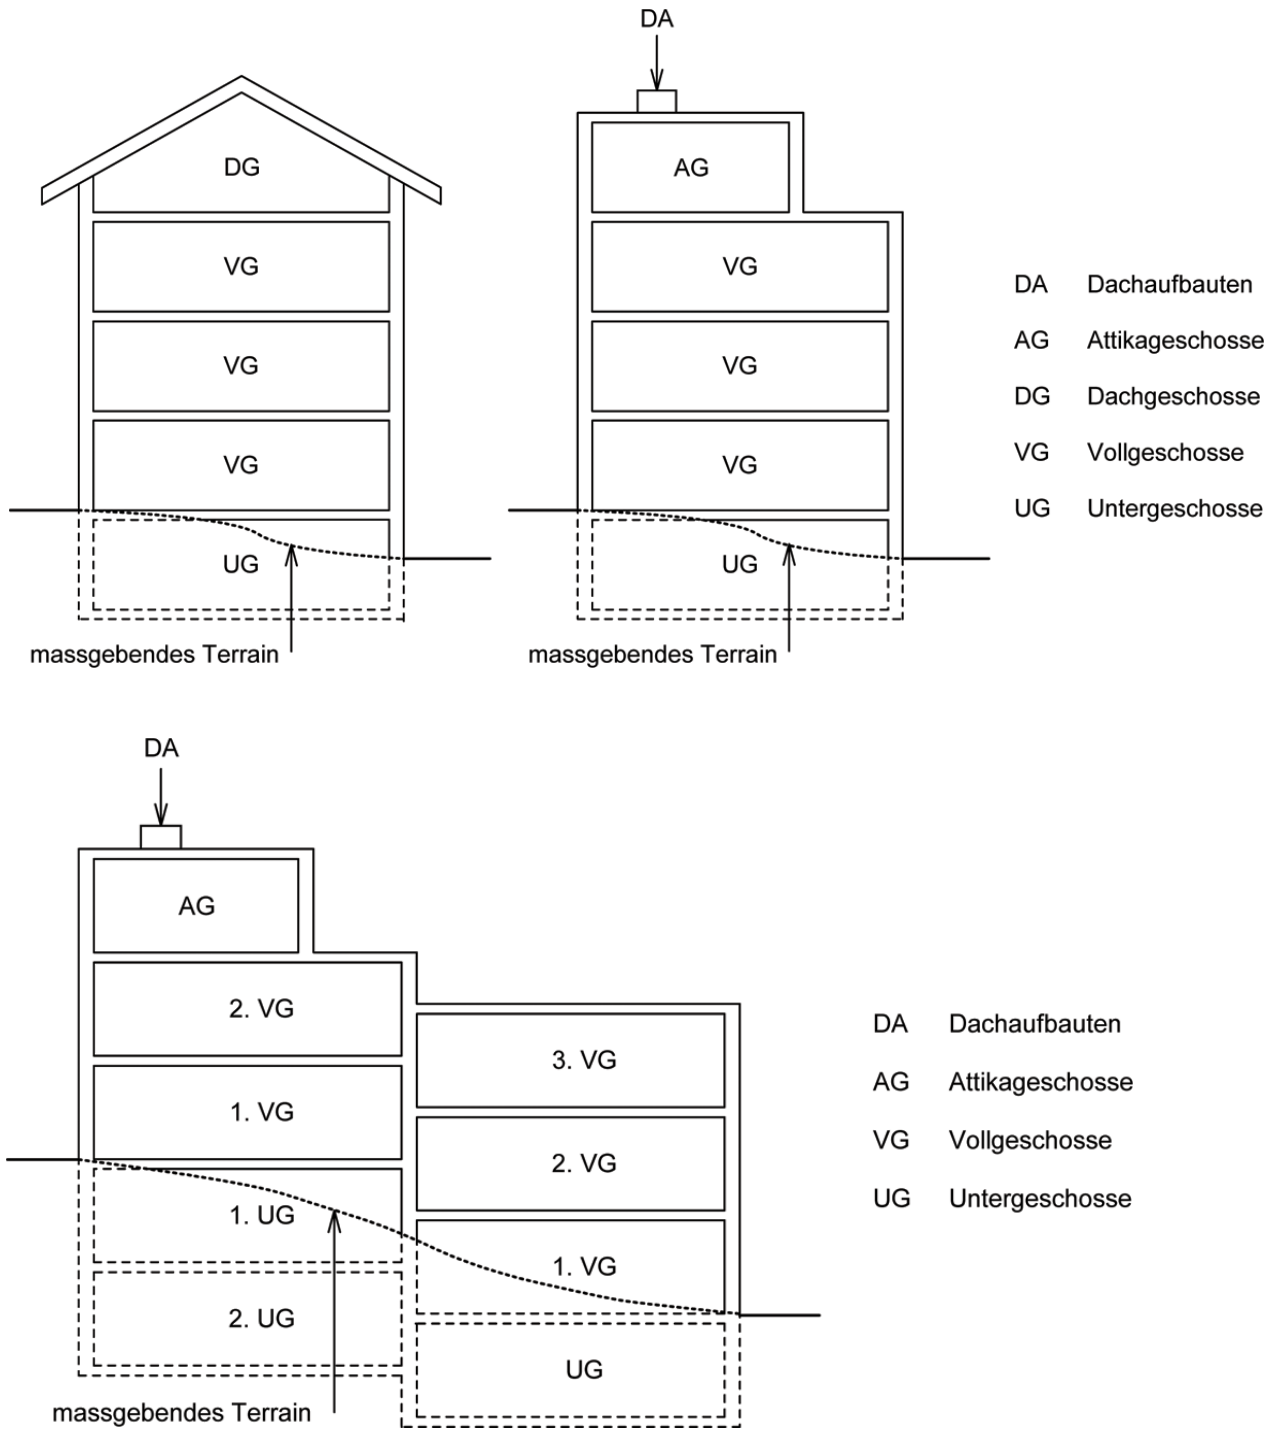 DA
DG
AG
VG
VG
VG
VG
VG
VG
UG
UG
massgebendes Terrain
massgebendes Terrain
DA Dachaufbauten
AG Attikageschosse
DG Dachgeschosse
VG Vollgeschosse
UG Untergeschosse
DA
AG
2. VG
1. VG
1. UG
2. UG
3. VG
2. VG
1. VG
UG
massgebendes Terrain
DA Dachaufbauten
AG Attikageschosse
VG Vollgeschosse
UG Untergeschosse